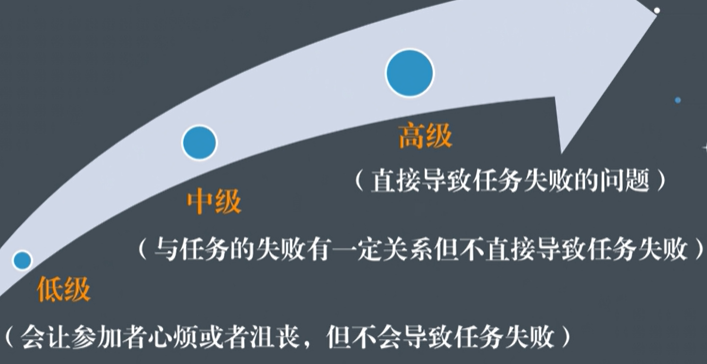 高级
（直接导致任务失败的问题）
中级
（与任务的失败有一定关系但不直接导致任务失败）
低级
（会让参加者心烦或者沮丧，但不会导致任务失败）